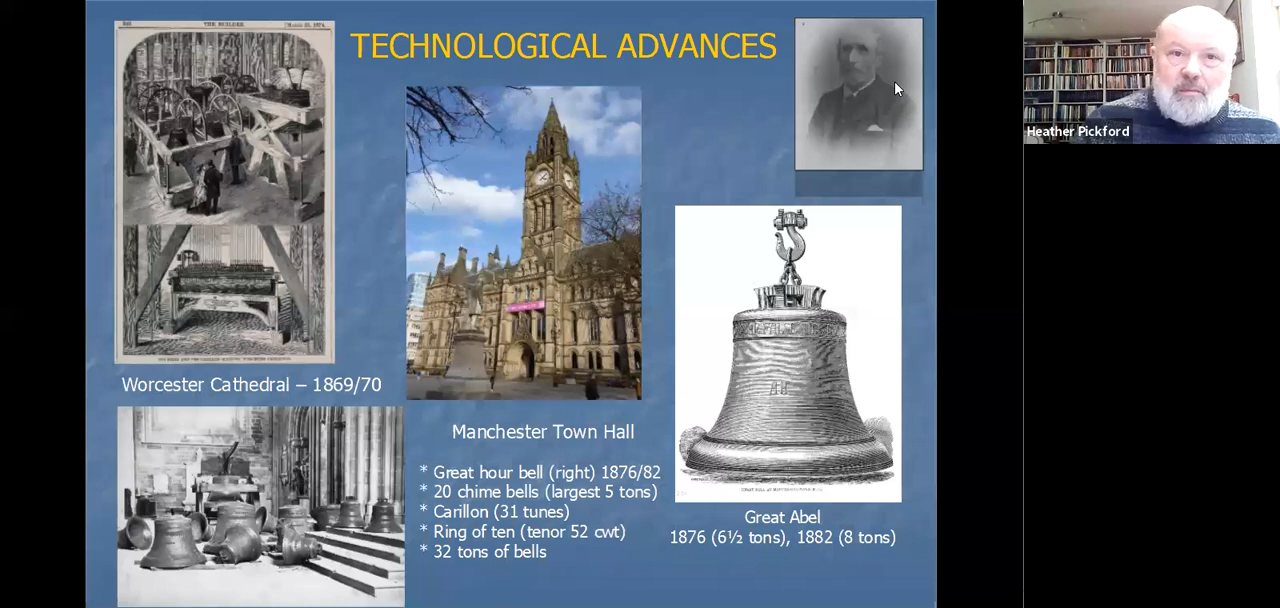 THE BUILDER.
TECHNOLOGICAL ADVANCES
Heather Pickford
Worcester Cathedral – 1869/70
Manchester Town Hall
* Great hour bell (right) 1876/82
* 20 chime bells (largest 5 tons)
* Carillon (31 tunes)
* Ring of ten (tenor 52 cwt)
* 32 tons of bells
Great Abel
1876 (6½ tons), 1882 (8 tons)